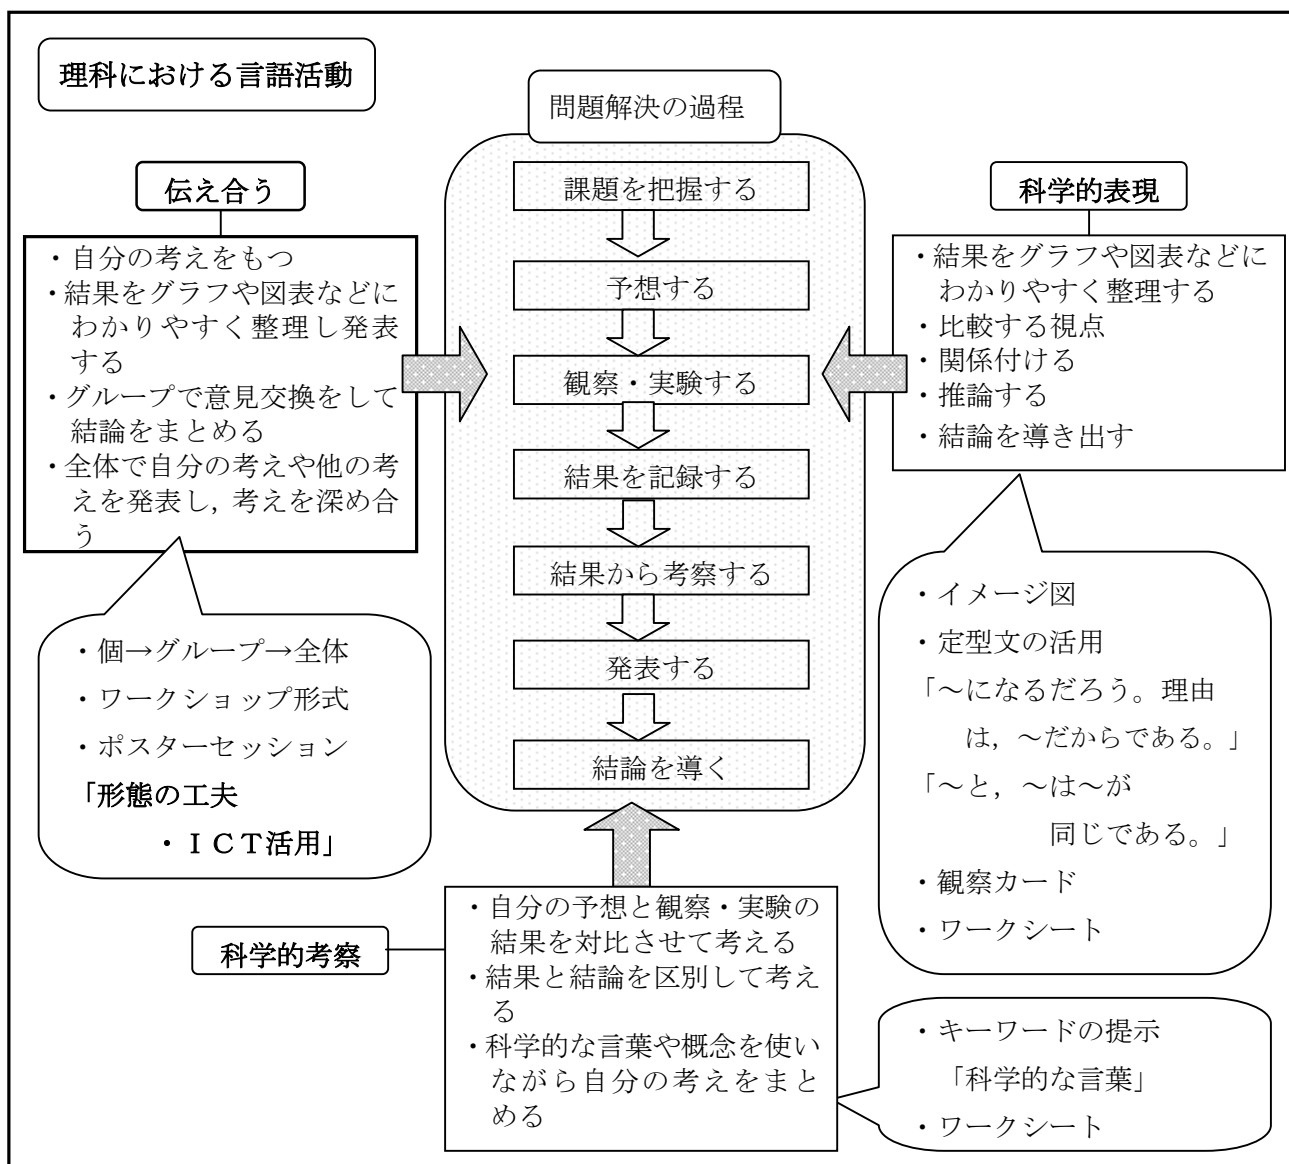 理科における言語活動
問題解決の過程
課題を把握する
予想する
観察・実験する
結果を記録する
結果から考察する
発表する
結論を導く
伝え合う
・自分の考えをもつ
・結果をグラフや図表などに
わかりやすく整理し発表
する
・グループで意見交換をして
結論をまとめる
・全体で自分の考えや他の考
えを発表し，考えを深め合
う
・個→グループ→全体
・ワークショップ形式
・ポスターセッション
「形態の工夫
・ＩＣＴ活用」
科学的表現
・結果をグラフや図表などに
わかりやすく整理する
・比較する視点
・関係付ける
・推論する
・結論を導き出す
・イメージ図
・定型文の活用
「～になるだろう。理由
は，～だからである。」
「～と，～は～が
同じである。」
・観察カード
・ワークシート
科学的考察
・自分の予想と観察・実験の
結果を対比させて考える
・結果と結論を区別して考え
る
・科学的な言葉や概念を使い
ながら自分の考えをまと
める
・キーワードの提示
「科学的な言葉」
・ワークシート